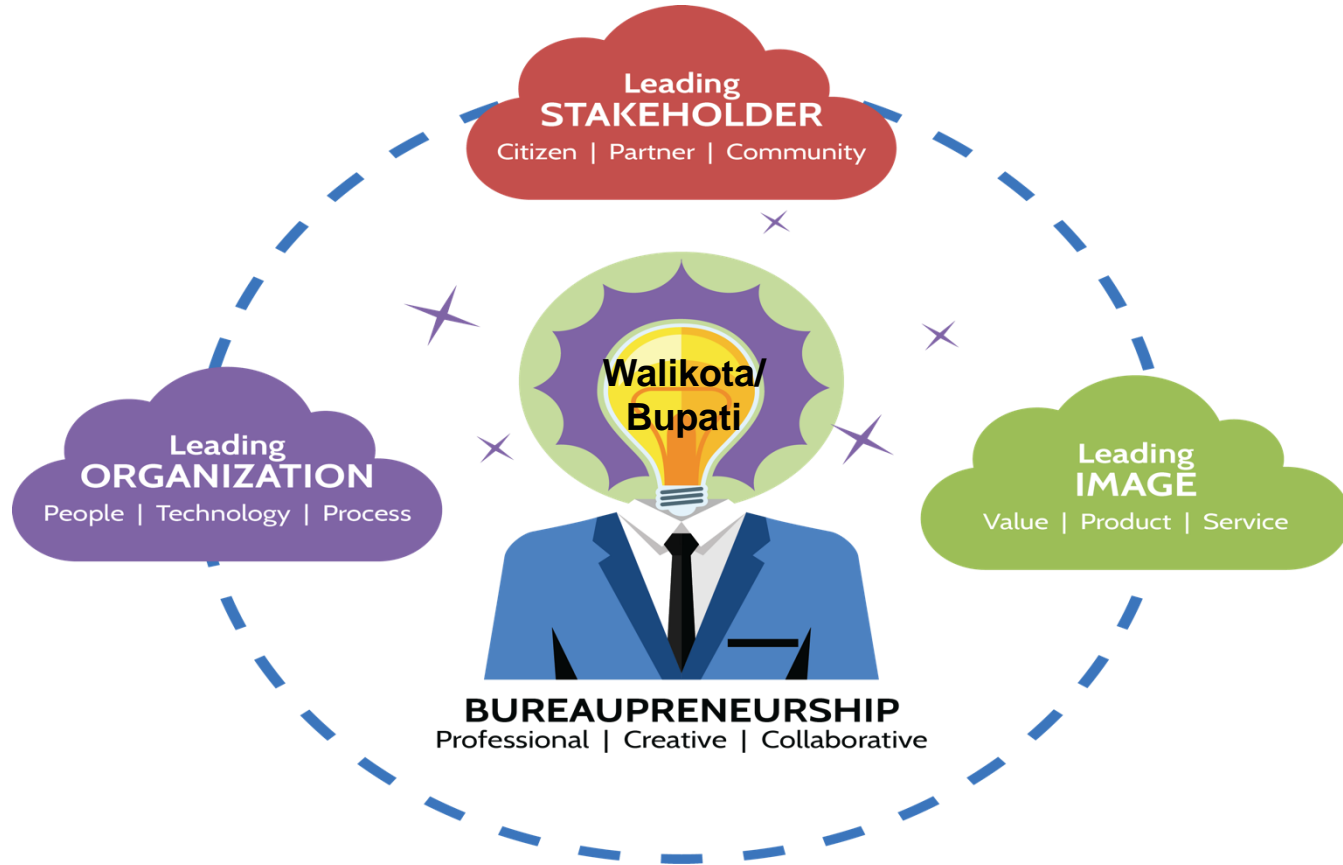 Leading
STAKEHOLDER
Citizen | Partner | Community
Walikota/
Bupati
Leading
ORGANIZATION
People | Technology | Process
Leading
IMAGE
Value | Product | Service
BUREAUPRENEURSHIP
Professional | Creative | Collaborative